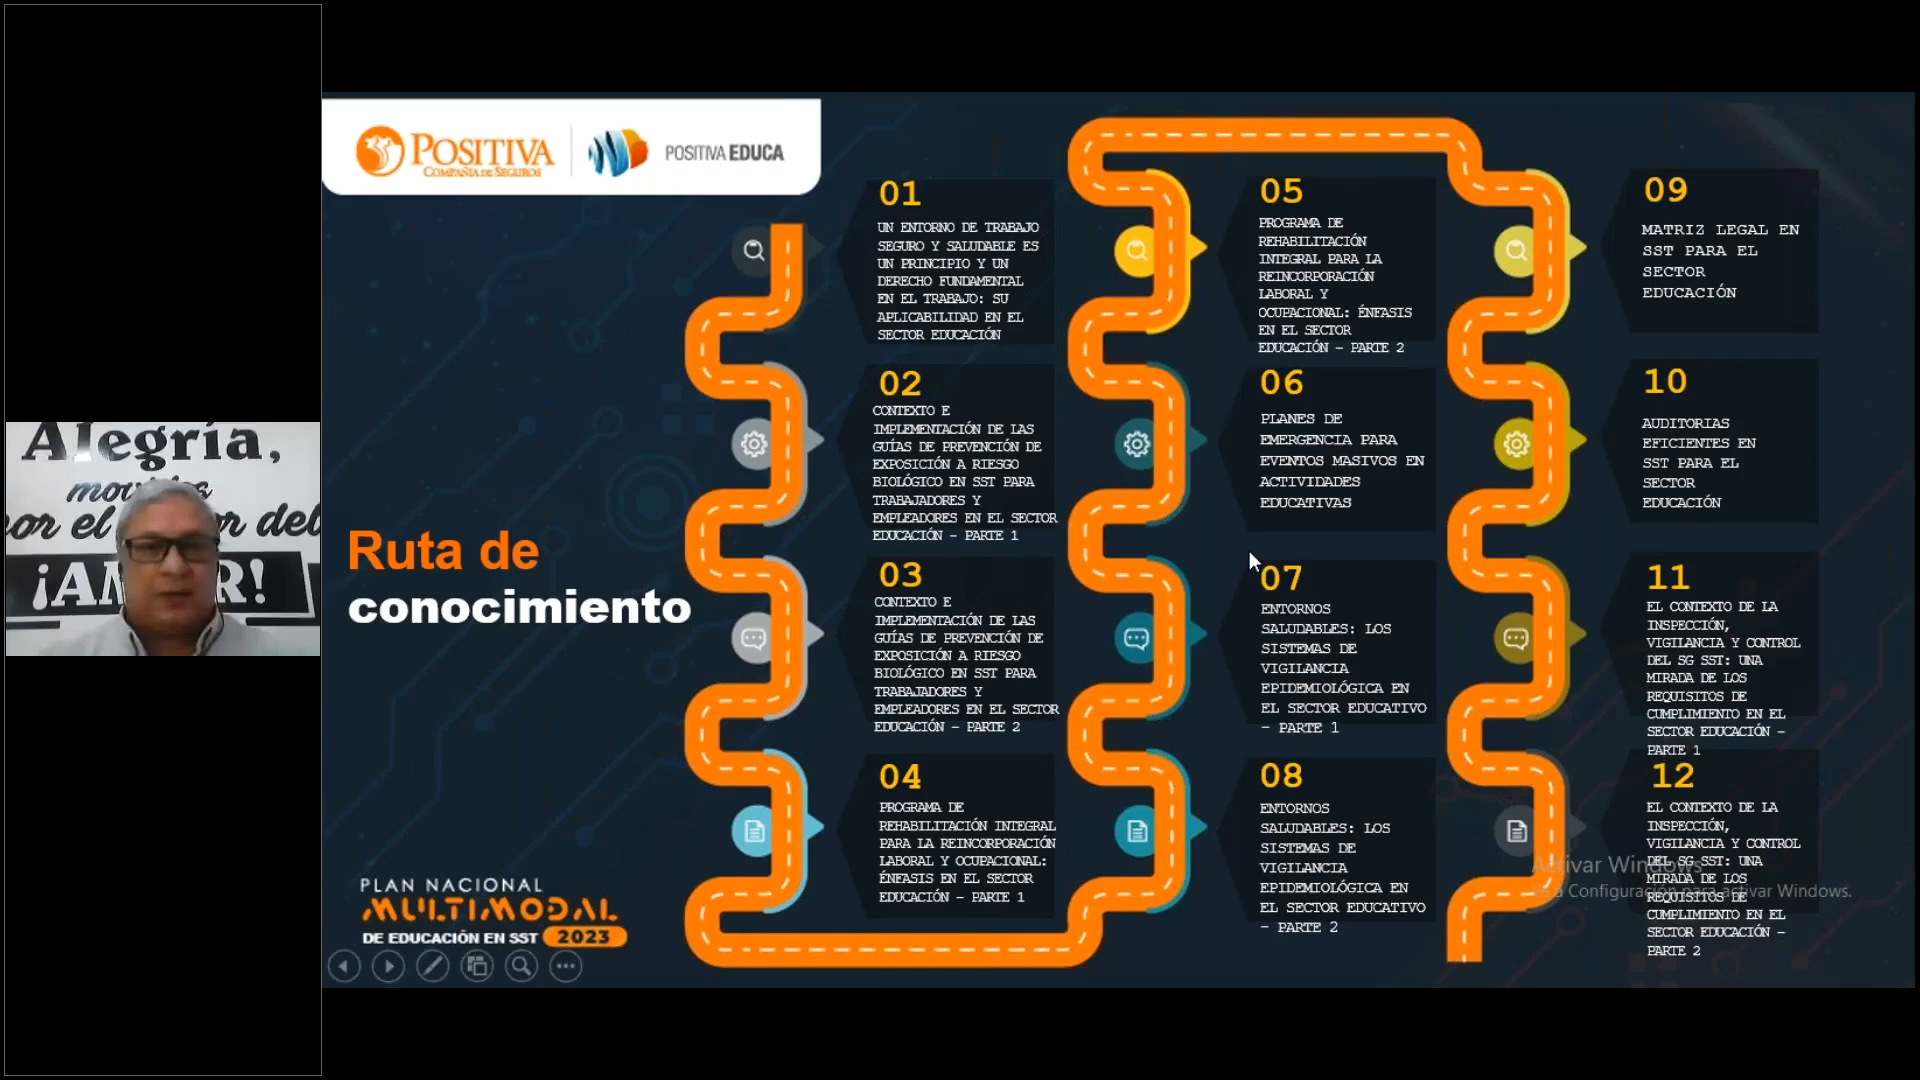 Alegría,
por el
¡AM
R!
POSITIVA
COMPAÑIA DE SEGUROS
POSITIVA EDUCA
Ruta de
conocimiento
PLAN NACIONAL
MULTIMODAL
DE EDUCACIÓN EN SST 2023
01
UN ENTORNO DE TRABAJO
SEGURO Y SALUDABLE ES
UN PRINCIPIO Y UN
DERECHO FUNDAMENTAL
EN EL TRABAJO: SU
APLICABILIDAD EN EL
SECTOR EDUCACIÓN
02
CONTEXTO E
IMPLEMENTACIÓN DE LAS
GUÍAS DE PREVENCIÓN DE
EXPOSICIÓN A RIESGO
BIOLÓGICO EN SST PARA
TRABAJADORES Y
EMPLEADORES EN EL SECTOR
EDUCACIÓN – PARTE 1
03
CONTEXTO E
IMPLEMENTACIÓN DE LAS
GUÍAS DE PREVENCIÓN DE
EXPOSICIÓN A RIESGO
BIOLÓGICO EN SST PARA
TRABAJADORES Y
EMPLEADORES EN EL SECTOR
EDUCACIÓN – PARTE 2
04
PROGRAMA DE
REHABILITACIÓN INTEGRAL
PARA LA REINCORPORACIÓN
LABORAL Y OCUPACIONAL:
ÉNFASIS EN EL SECTOR
EDUCACIÓN – PARTE 1
05
PROGRAMA DE
REHABILITACIÓN
INTEGRAL PARA LA
REINCORPORACIÓN
LABORAL Y
OCUPACIONAL: ÉNFASIS
EN EL SECTOR
EDUCACIÓN – PARTE 2
06
PLANES DE
EMERGENCIA PARA
EVENTOS MASIVOS EN
ACTIVIDADES
EDUCATIVAS
07
ENTORNOS
SALUDABLES: LOS
SISTEMAS DE
VIGILANCIA
EPIDEMIOLÓGICA EN
EL SECTOR EDUCATIVO
– PARTE 1
08
ENTORNOS
SALUDABLES: LOS
SISTEMAS DE
VIGILANCIA
EPIDEMIOLÓGICA EN
EL SECTOR EDUCATIVO
– PARTE 2
09
MATRIZ LEGAL EN
SST PARA EL
SECTOR
EDUCACIÓN
10
AUDITORIAS
EFICIENTES EN
SST PARA EL
SECTOR
EDUCACIÓN
11
EL CONTEXTO DE LA
INSPECCIÓN,
VIGILANCIA Y CONTROL
DEL SG SST: UNA
MIRADA DE LOS
REQUISITOS DE
CUMPLIMIENTO EN EL
SECTOR EDUCACIÓN –
PARTE 1
12
EL CONTEXTO DE LA
INSPECCIÓN,
VIGILANCIA Y CONTROL
DEL SG SST: UNA
MIRADA DE LOS
REQUISITOS DE
CUMPLIMIENTO EN EL
SECTOR EDUCACIÓN –
PARTE 2
Activar Windows
Ve a Configuración para activar Windows.